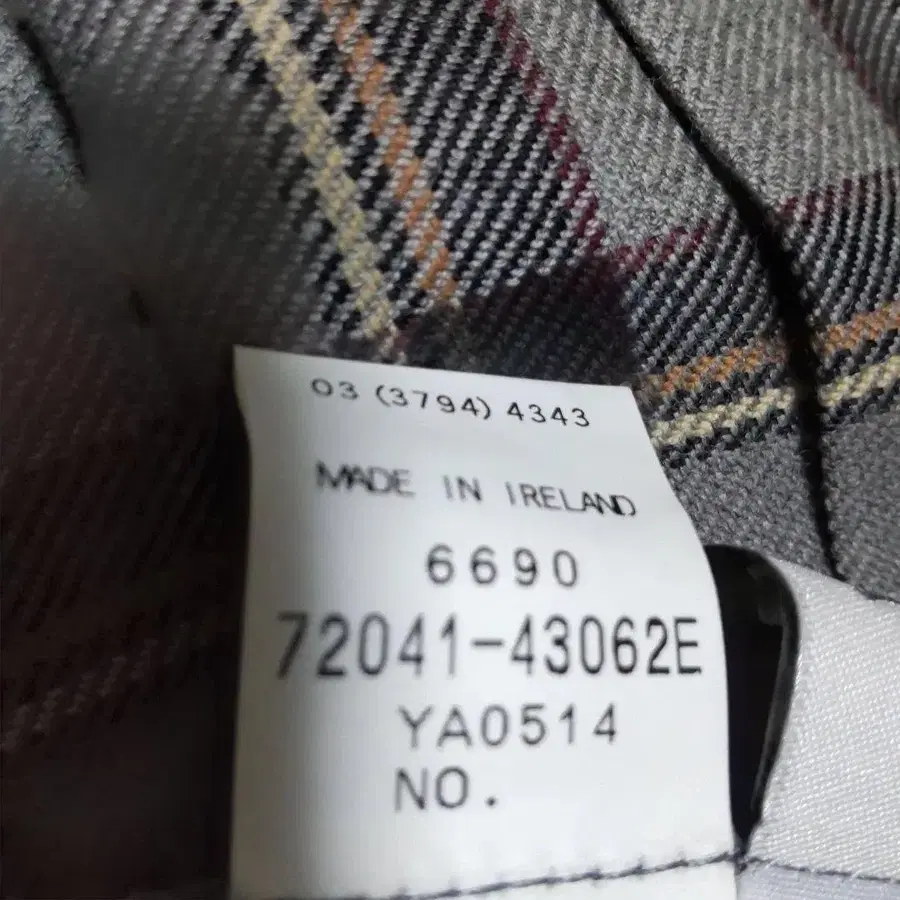 03 (3794) 4343
MADE IN IRELAND
6690
72041-43062E
YA0514
NO.